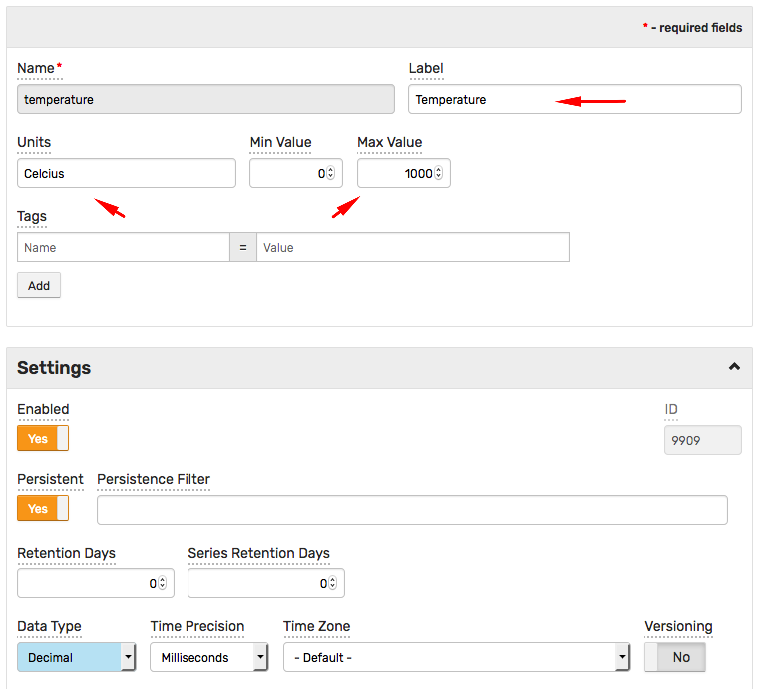 * - required fields
Name* Label
temperature Temperature
Units Min Value Max Value
Celcius 0 1000
Tags
Name = Value
Add
Settings
Enabled ID
Yes 9909
Persistent Persistence Filter
Yes
Retention Days Series Retention Days
0 0
Data Type Time Precision Time Zone Versioning
Decimal Milliseconds - Default - No